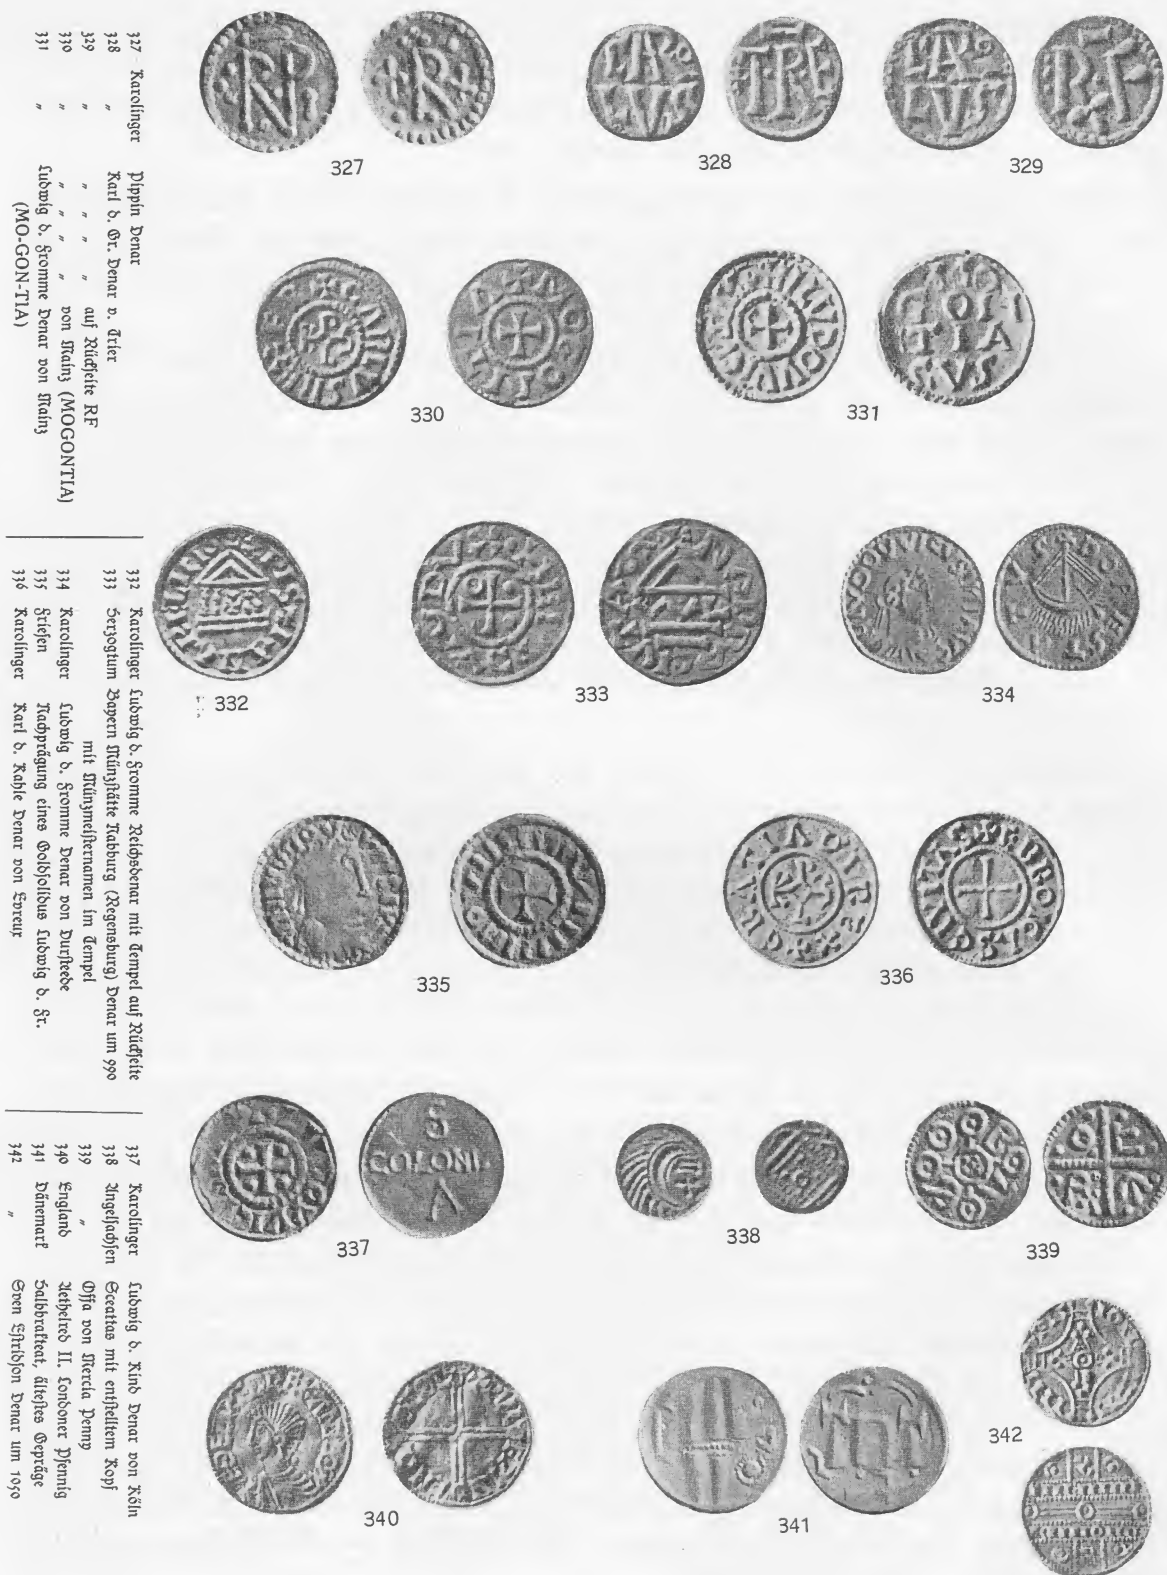 327 Karolinger Pippin Denar
328 " Karl d. Gr. Denar v. Trier
329 " " " " " auf Rückseite RF
330 " " " " " von Mainz (MOGONTIA)
331 " Ludwig d. Fromme Denar von Mainz
(MO-GON-TIA)
332 Karolinger Ludwig d. Fromme Reichsdenar mit Tempel auf Rückseite
333 Herzogtum Bayern Münzstätte Nabburg (Regensburg) Denar um 990
mit Münzmeisternamen im Tempel
334 Karolinger Ludwig d. Fromme Denar von Durstede
335 Friesen Nachprägung eines Goldsolidus Ludwig d. Fr.
336 Karolinger Karl d. Kahle Denar von Evreux
337 Karolinger Ludwig d. Kind Denar von Köln
338 Angelsachsen Sceattas mit entstelltem Kopf
339 " Offa von Mercia Penny
340 England Aethelred II. Londoner Pfennig
341 Dänemark Halbbrakteat, ältestes Gepräge
342 " Sven Estridson Denar um 1050
327
328
329
330
331
332
333
334
335
336
S
COLONI
A
337
338
339
340
341
342